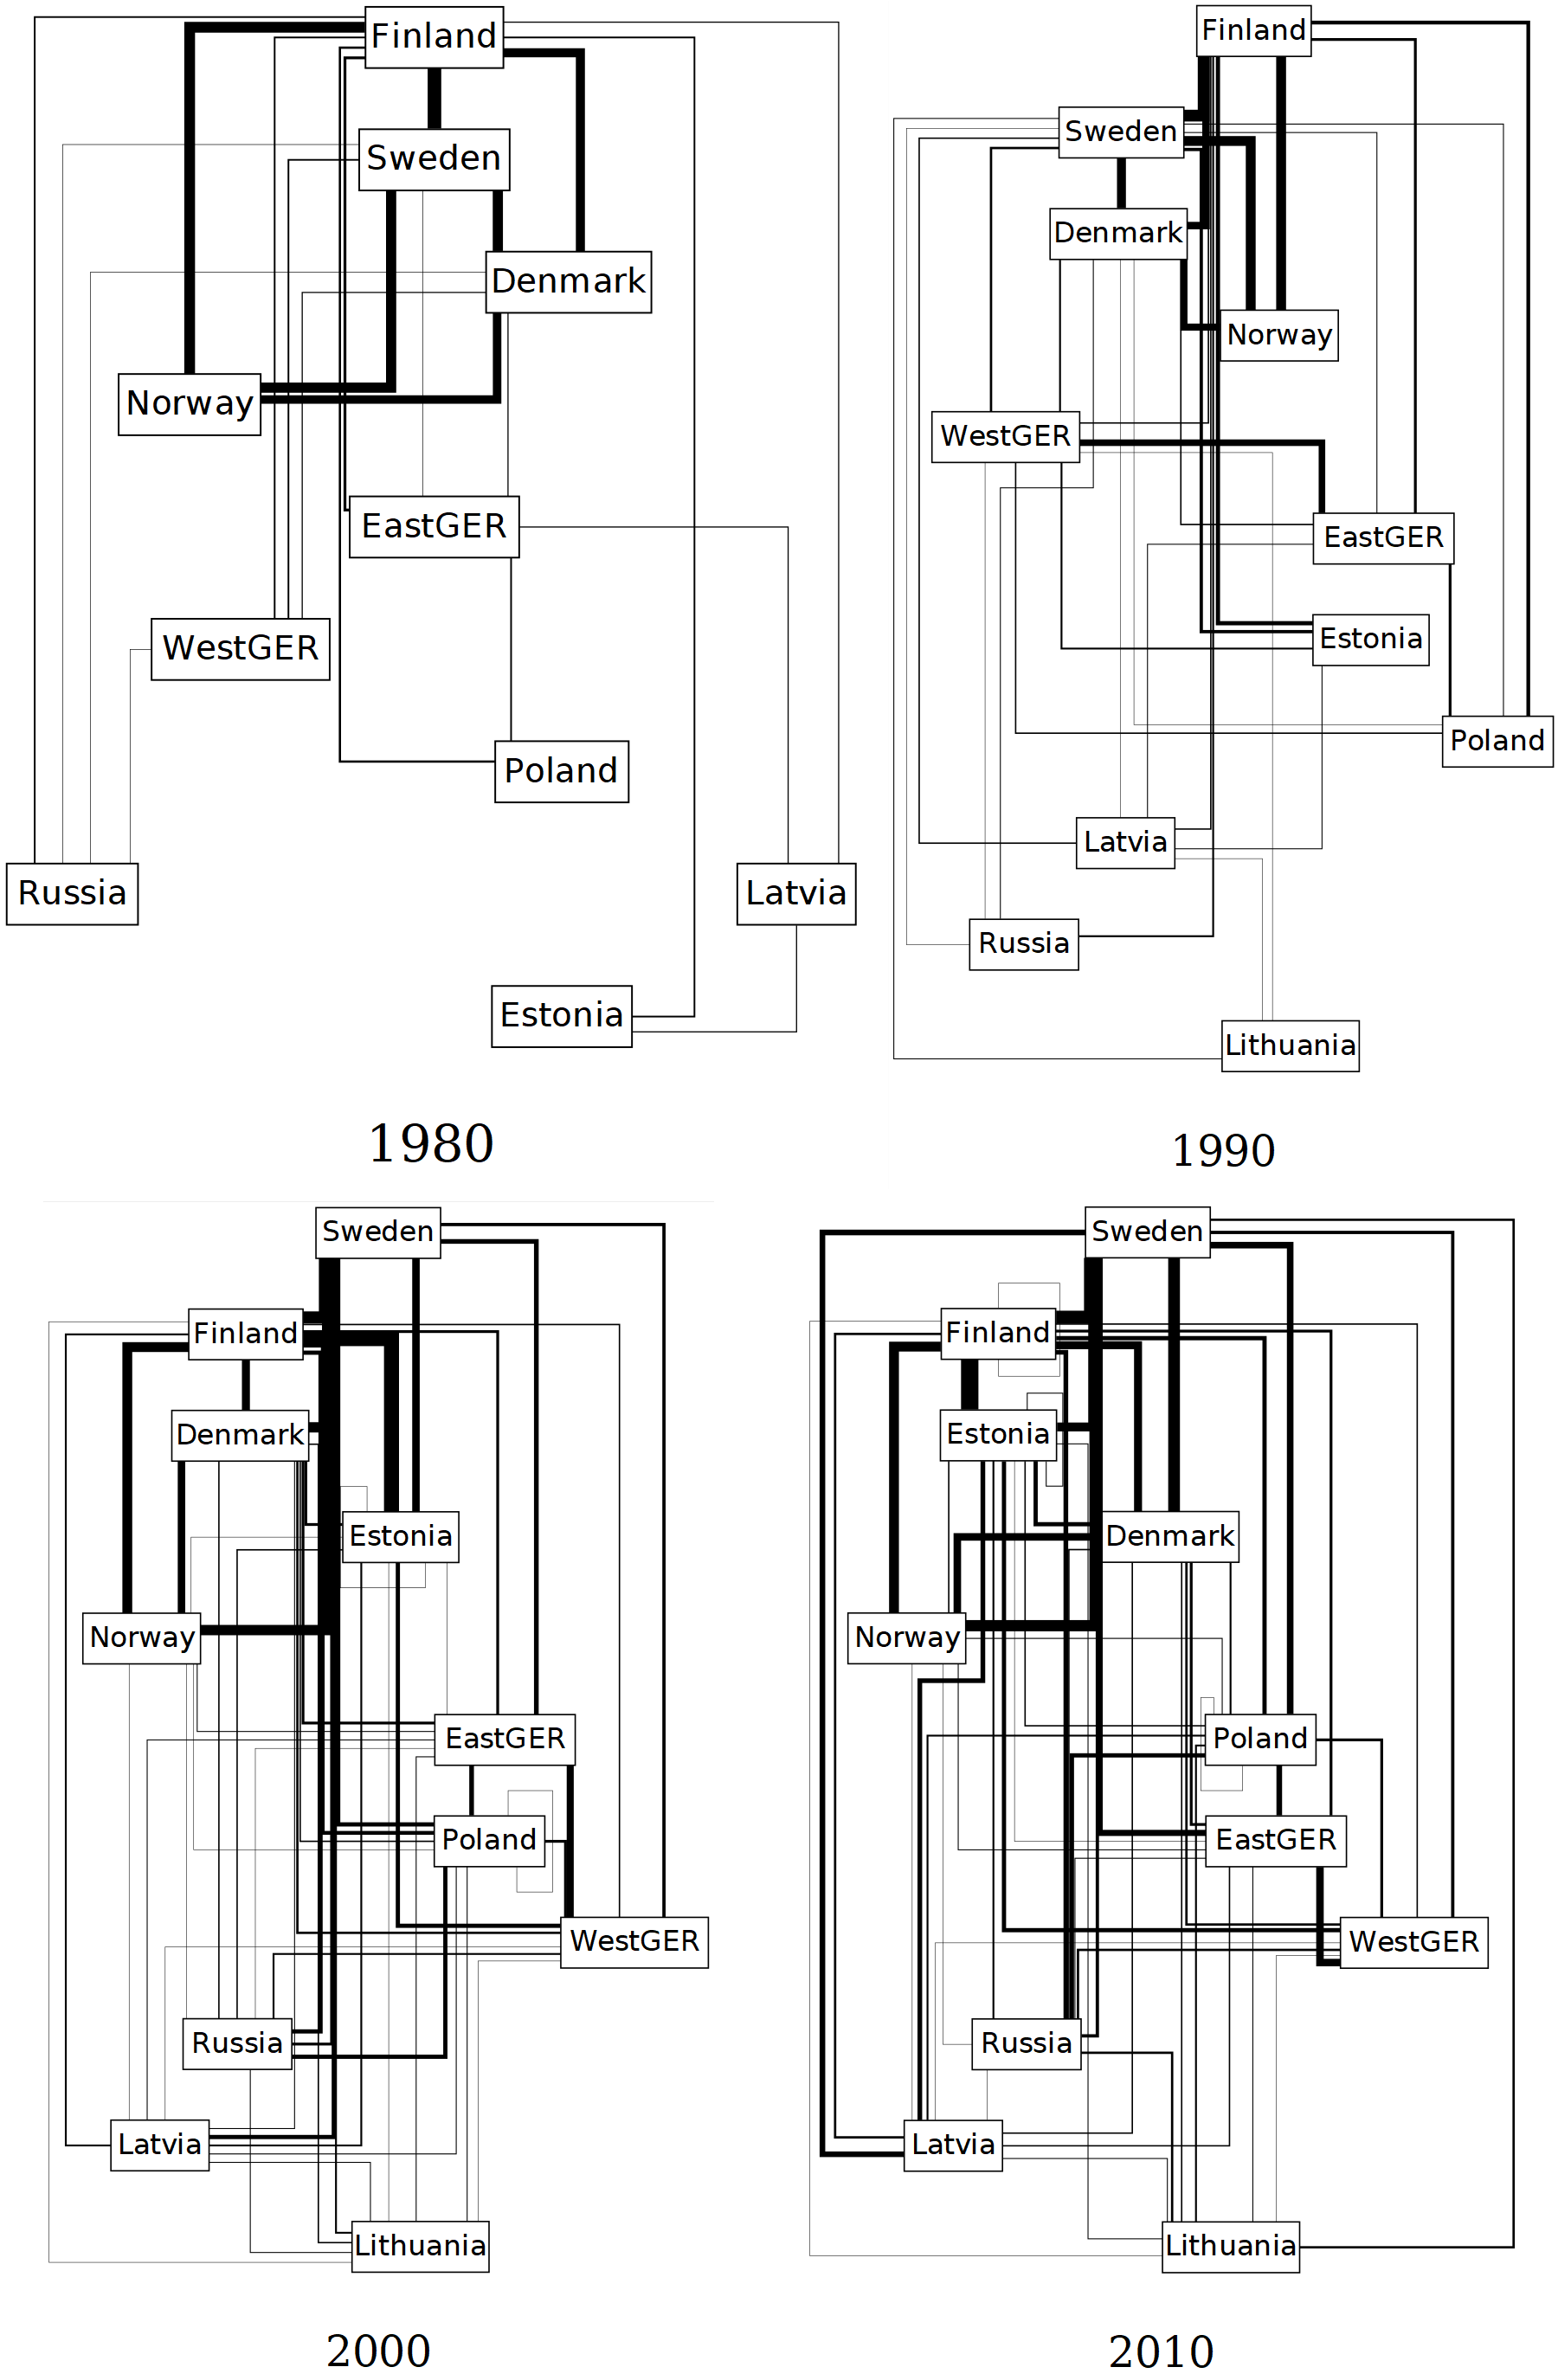 Finland
Sweden
Denmark
Norway
EastGER
WestGER
Poland
Russia
Latvia
Estonia
1980
Finland
Sweden
Denmark
Norway
WestGER
EastGER
Estonia
Poland
Latvia
Russia
Lithuania
1990
Sweden
Finland
Denmark
Estonia
Norway
EastGER
Poland
WestGER
Russia
Latvia
Lithuania
2000
Sweden
Finland
Estonia
Denmark
Norway
Poland
EastGER
WestGER
Russia
Latvia
Lithuania
2010